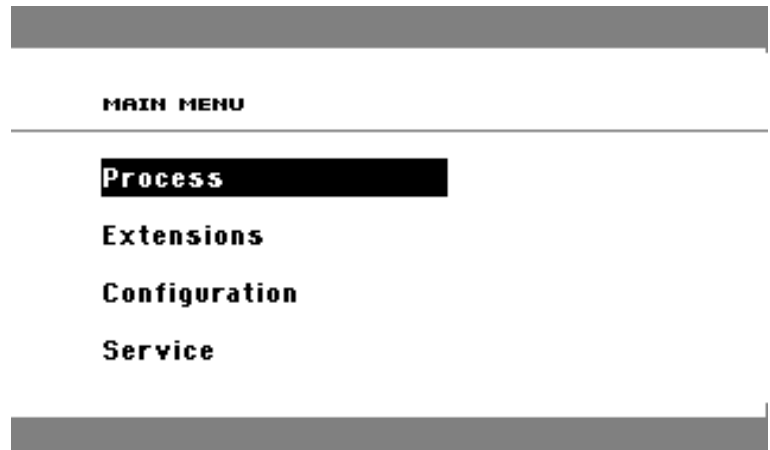 MAIN MENU
Process
Extensions
Configuration
Service